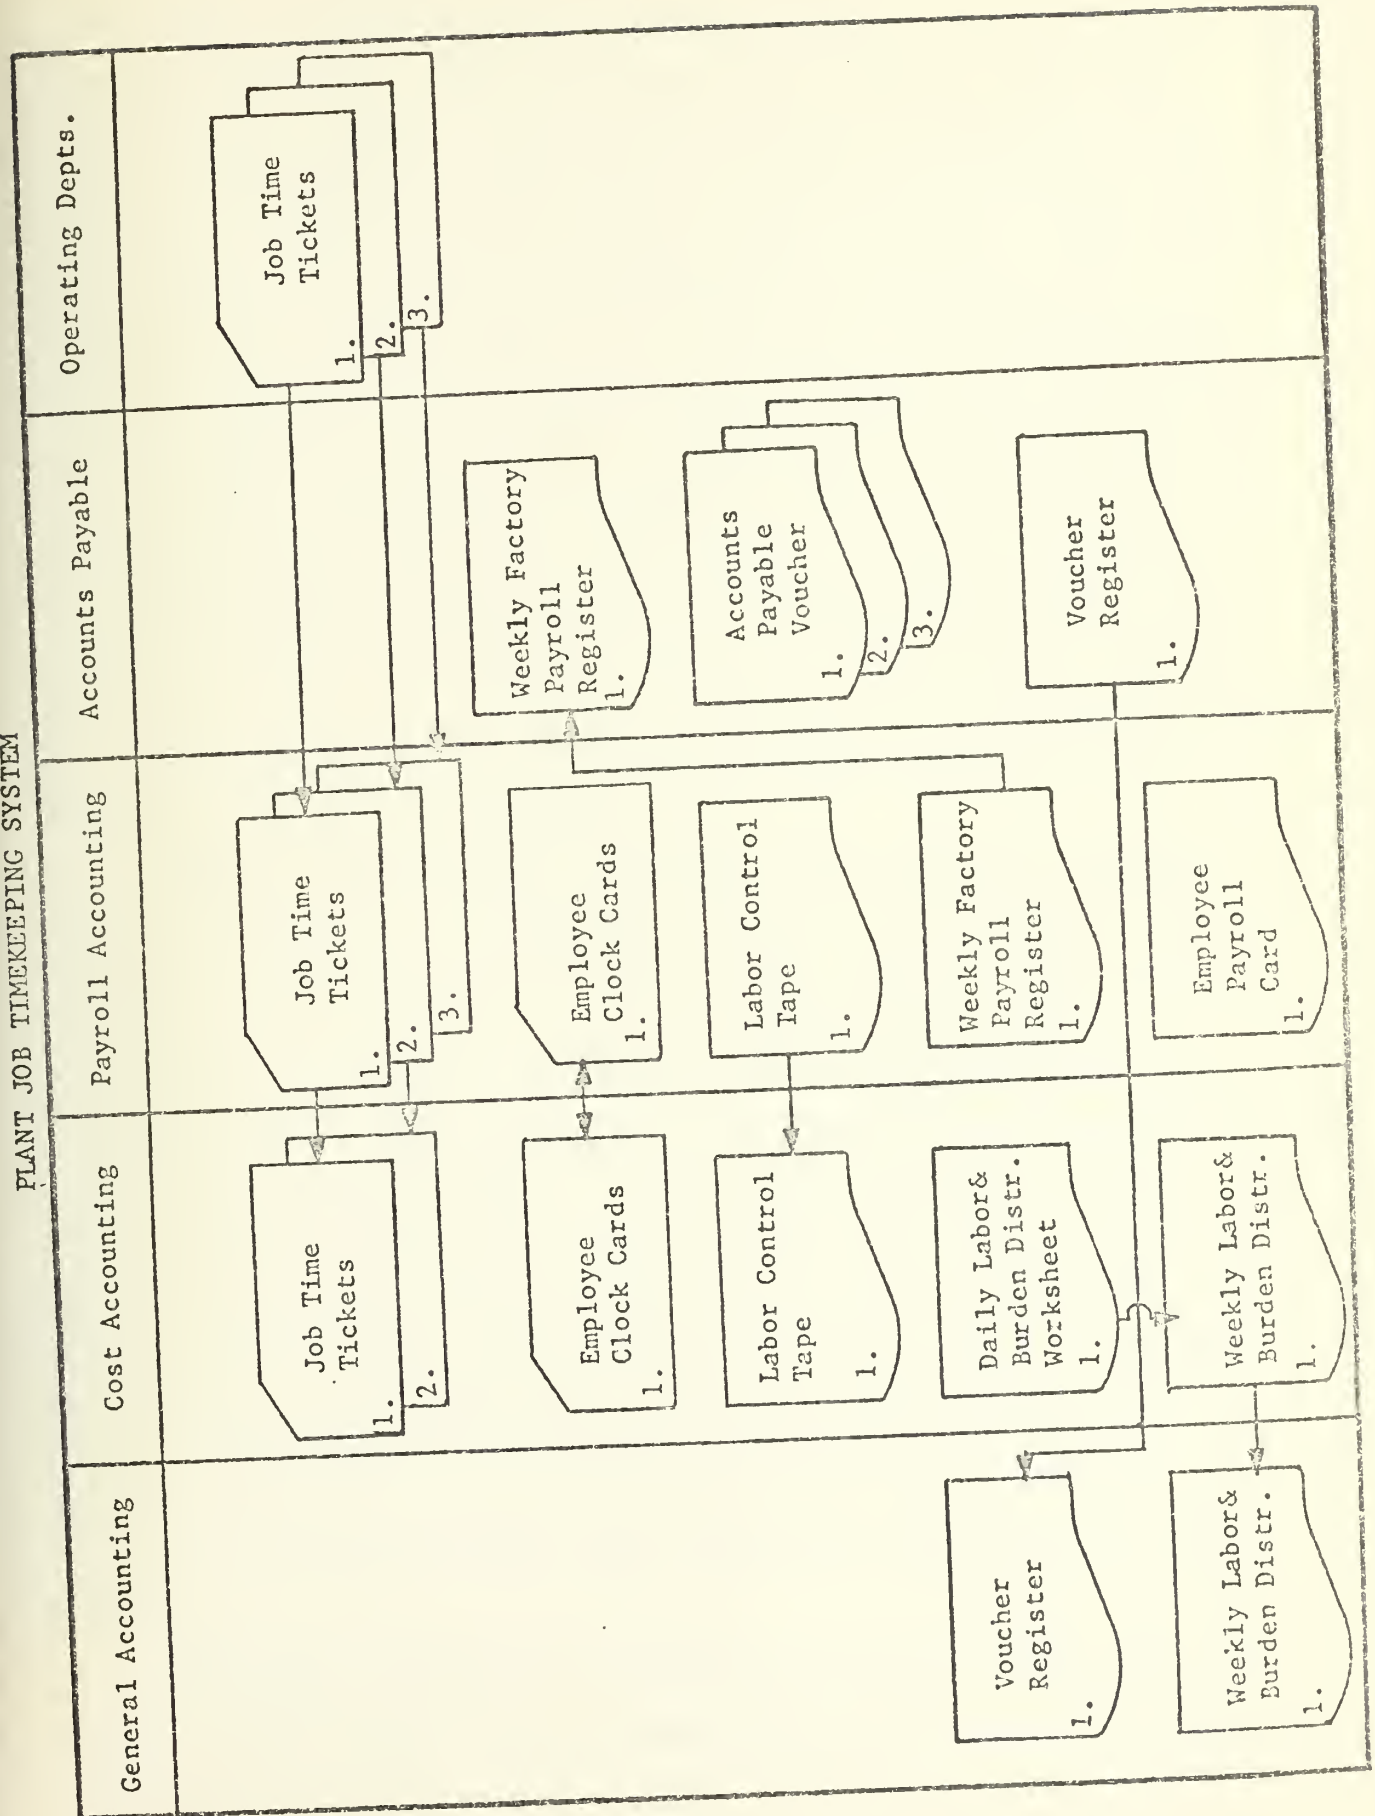 PLANT JOB TIMEKEEPING SYSTEM
General Accounting
Cost Accounting
Payroll Accounting
Accounts Payable
Operating Depts.
Voucher
Register
1.
Weekly Labor&
Burden Distr.
1.
Job Time
Tickets
1.
2.
Employee
Clock Cards
1.
Labor Control
Tape
1.
Daily Labor&
Burden Distr.
Worksheet
1.
Weekly Labor&
Burden Distr.
1.
Job Time
Tickets
1.
2.
3.
Employee
Clock Cards
1.
Labor Control
Tape
1.
Weekly Factory
Payroll
Register
1.
Employee
Payroll
Card
1.
Weekly Factory
Payroll
Register
1.
Accounts
Payable
Voucher
1.
2.
3.
Voucher
Register
1.
Job Time
Tickets
1.
2.
3.